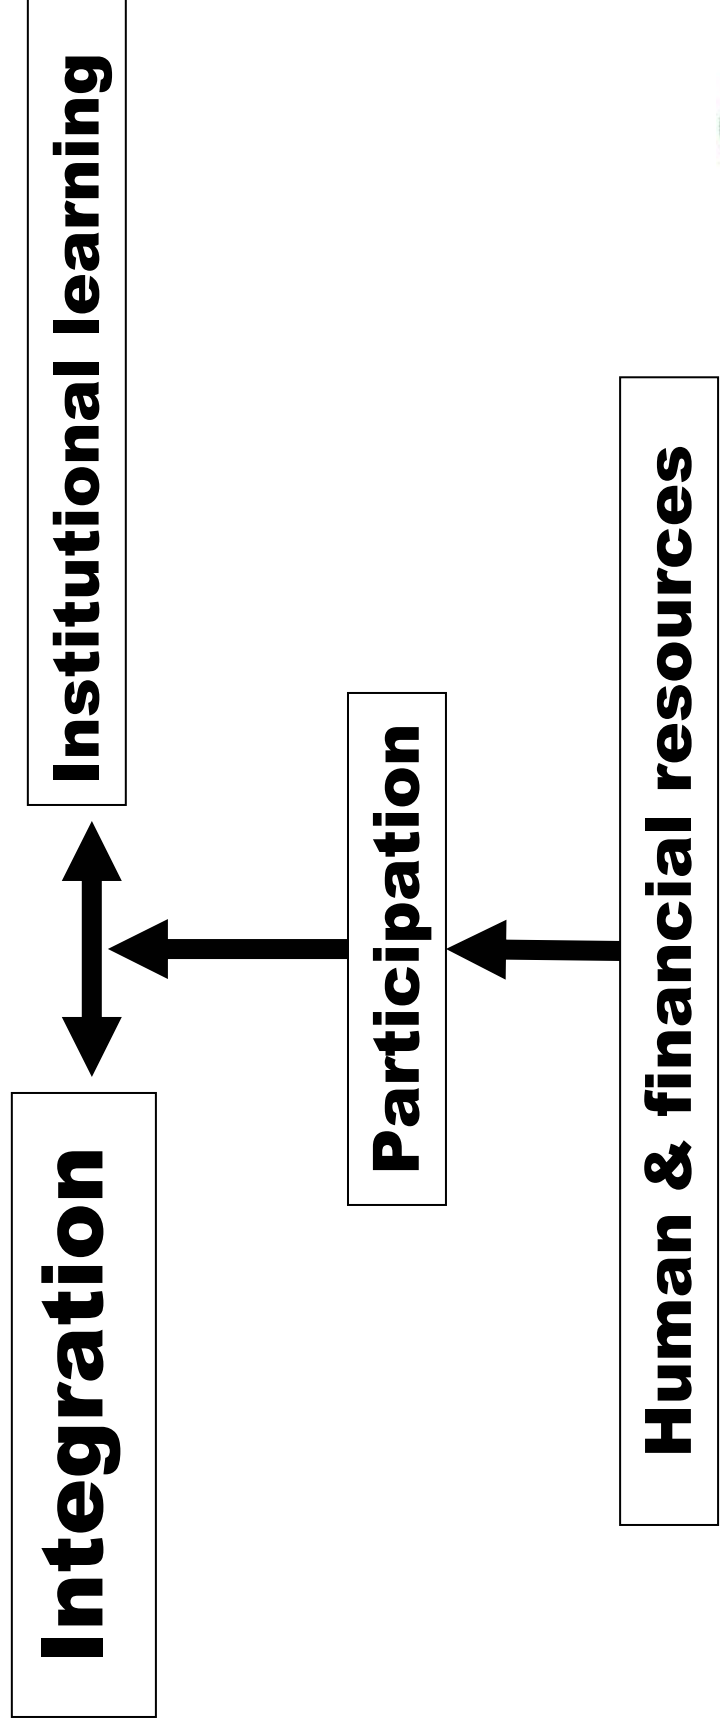 Integration
Institutional learning
Participation
Human & financial resources